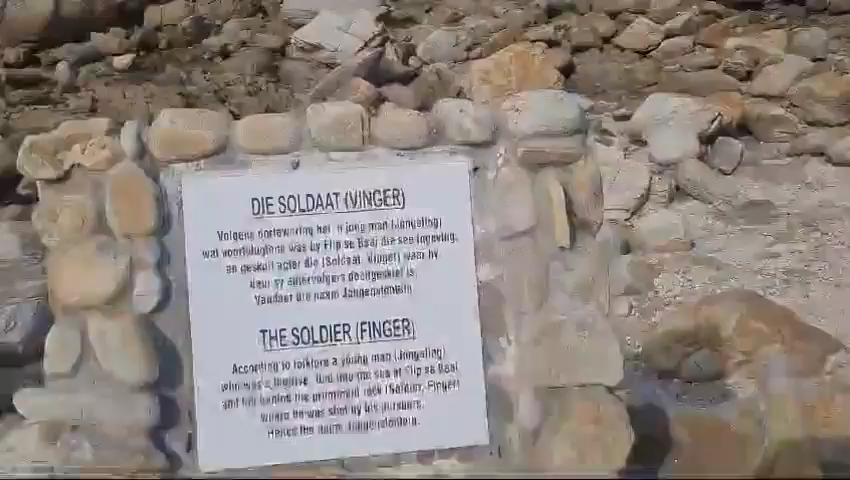 DIE SOLDAAT (VINGER)
Volgens oorlewering het 'n jong man (Jongeling)
wat voortvlugtend was by Flip se Baai die see ingevlug,
en geskuil agter die (Soldaat, Vinger) waar hy
deur sy agtervolgers doodgeskiet is.
Vandaar die naam Jongensfontein.
THE SOLDIER (FINGER)
According to folklore a young man (Jongeling)
who was a fugitive, fled into the sea at Flip se Baai
and hid behind the prominent rock (Soldier, Finger)
where he was shot by his pursuers.
Hence the name, Jongensfontein.